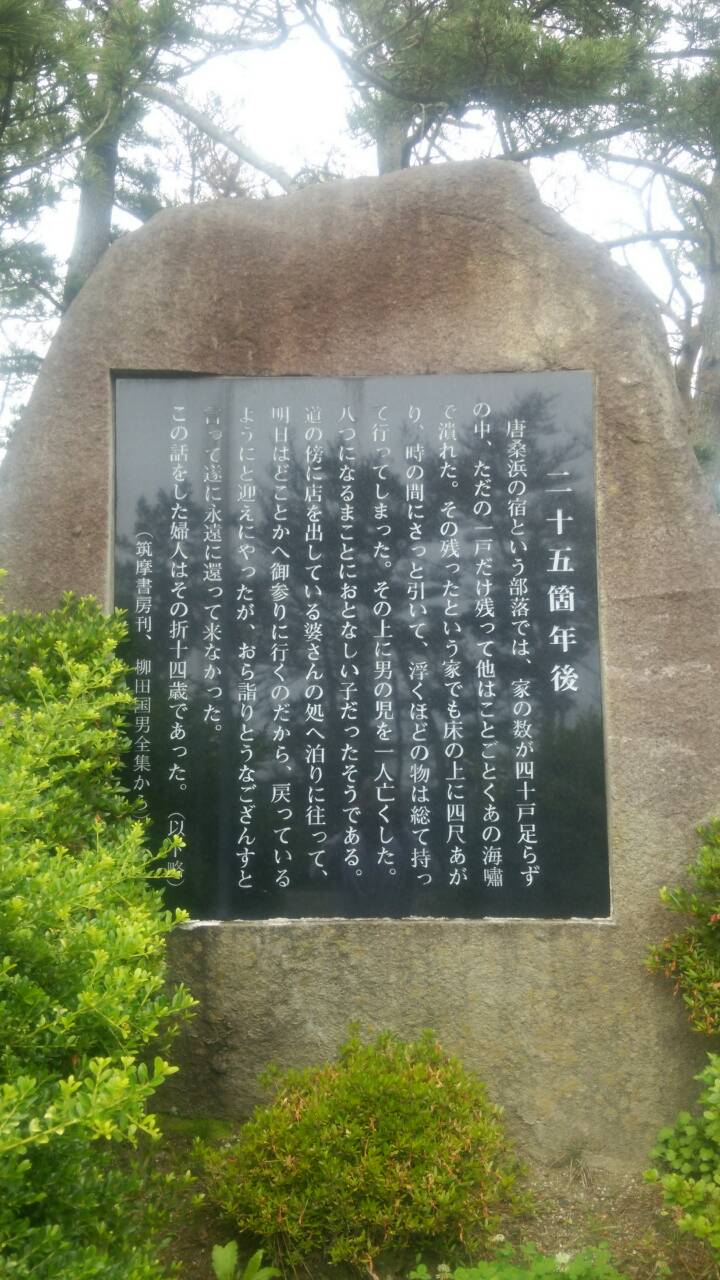 二十五箇年後
唐桑浜の宿という部落では、家の数が四十戸足らず
の中、ただの一戸だけ残って他はことごとくあの海嘯
で潰れた。その残ったという家でも床の上に四尺あが
り、時の間にさっと引いて、浮くほどの物は総て持っ
て行ってしまった。その上に男の児を一人亡くした。
八つになるまことにおとなしい子だったそうである。
道の傍に店を出している婆さんの処へ泊りに往って、
明日はどことかへ御参りに行くのだから、戻っている
ようにと迎えにやったが、おら詣りとうなござんすと
言って遂に永遠に還って来なかった。
この話をした婦人はその折十四歳であった。（以 略）
（筑摩書房刊、柳田国男全集から）